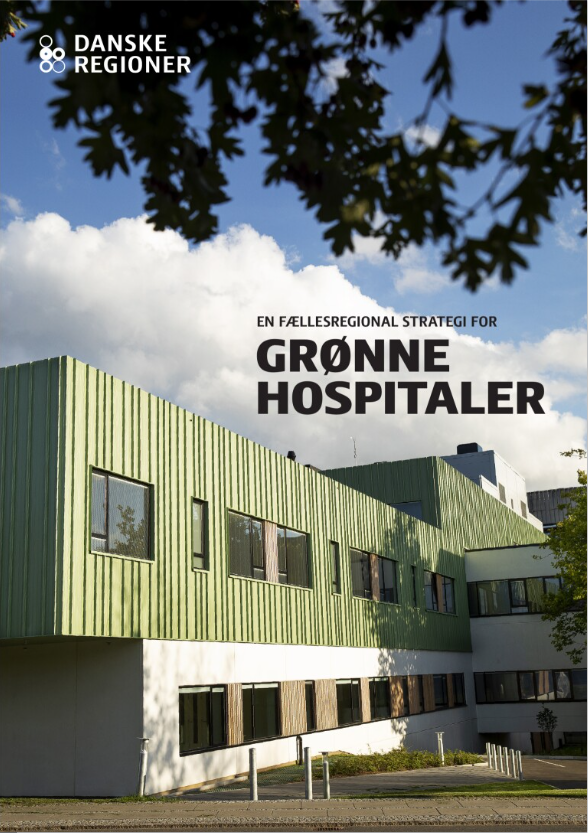 DANSKE
REGIONER
EN FÆLLESREGIONAL STRATEGI FOR
GRØNNE
HOSPITALER